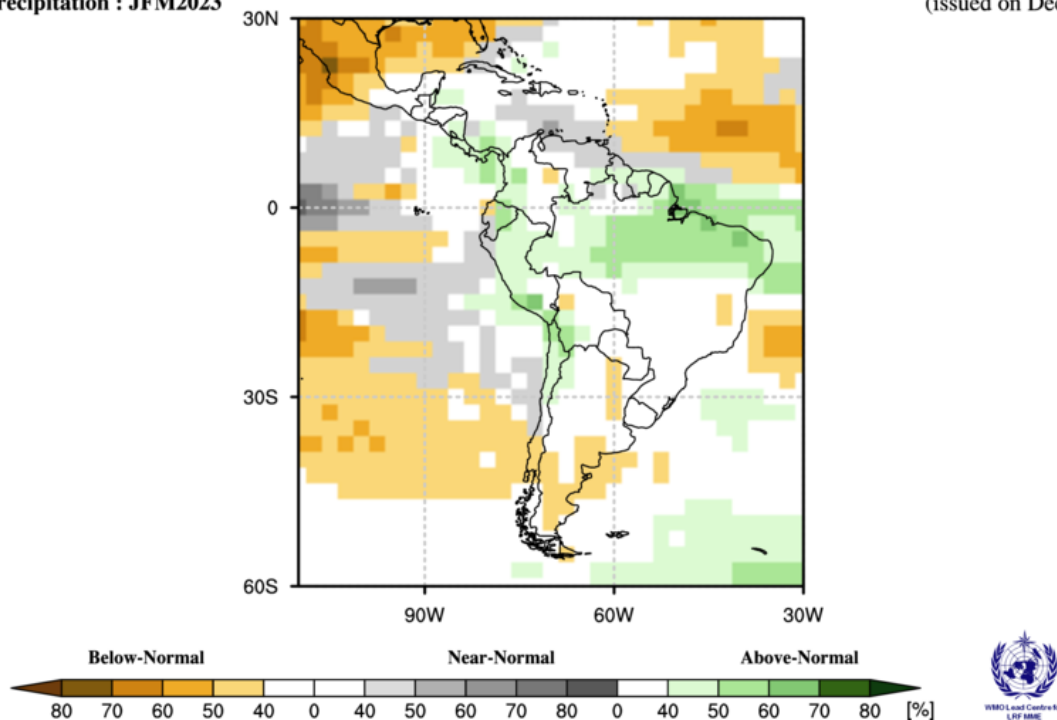 recipitation : JFM2023
(issued on Dec
30N
0
30S
60S
90W 60W 30W
Below-Normal Near-Normal Above-Normal
80 70 60 50 40 0 40 50 60 70 80 0 40 50 60 70 80 [%]
WMO Lead Centre f
LRF MME